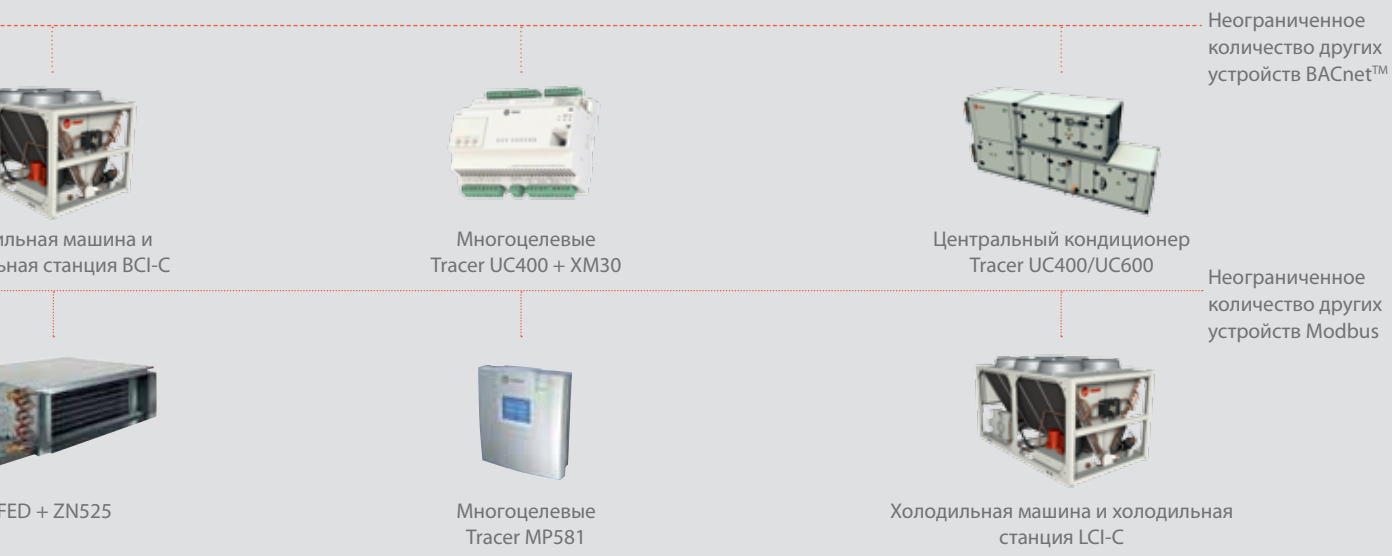 Неограниченное
количество других
устройств BACnet™
ильная машина и
ьная станция BCI-C
Многоцелевые
Tracer UC400 + XM30
Центральный кондиционер
Tracer UC400/UC600
Неограниченное
количество других
устройств Modbus
FED + ZN525
Многоцелевые
Tracer MP581
Холодильная машина и холодильная
станция LCI-C